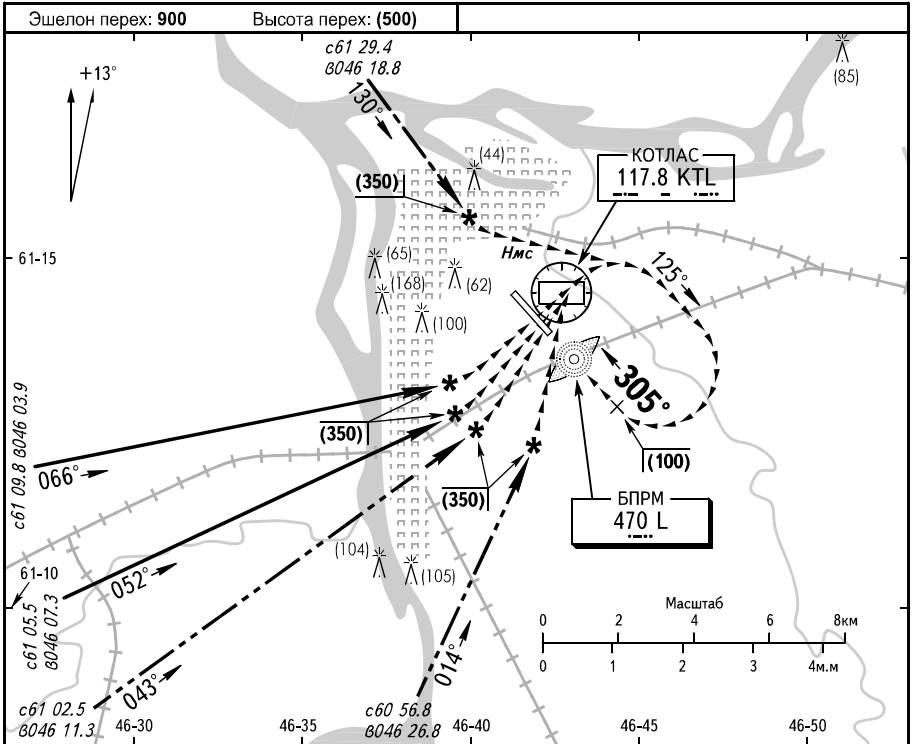 Эшелон перех: 900
Высота перех: (500)
с61 29.4
в046 18.8
(85)
+13°
130°
(44)
КОТЛАС
117.8 KTL
(350)
Нмс
125°
61-15
(65)
(168)
(62)
(100)
305°
(350)
(100)
(350)
с61 09.8 в046 03.9
066°
БПРМ
470 L
(104)
(105)
61-10
052°
с61 05.5
в046 07.3
Масштаб
0 2 4 6 8км
0 1 2 3 4м.м
043°
014°
с61 02.5
в046 11.3
с60 56.8
в046 26.8
46-30 46-35 46-40 46-45 46-50